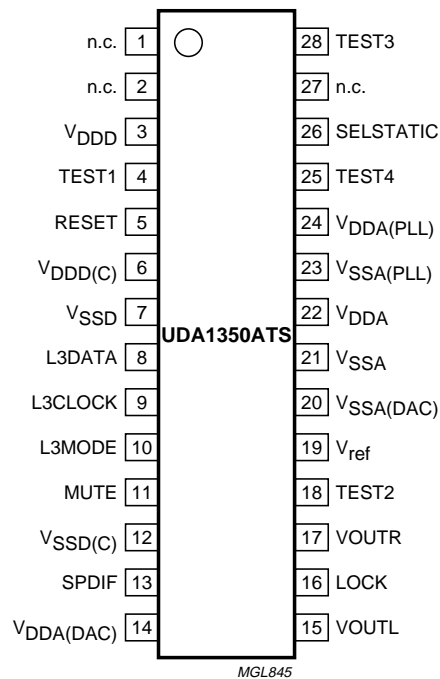 n.c. 1
n.c. 2
VDDD 3
TEST1 4
RESET 5
VDDD(C) 6
VSSD 7
L3DATA 8
L3CLOCK 9
L3MODE 10
MUTE 11
VSSD(C) 12
SPDIF 13
VDDA(DAC) 14
UDA1350ATS
28 TEST3
27 n.c.
26 SELSTATIC
25 TEST4
24 VDDA(PLL)
23 VSSA(PLL)
22 VDDA
21 VSSA
20 VSSA(DAC)
19 Vref
18 TEST2
17 VOUTR
16 LOCK
15 VOUTL
MGL845